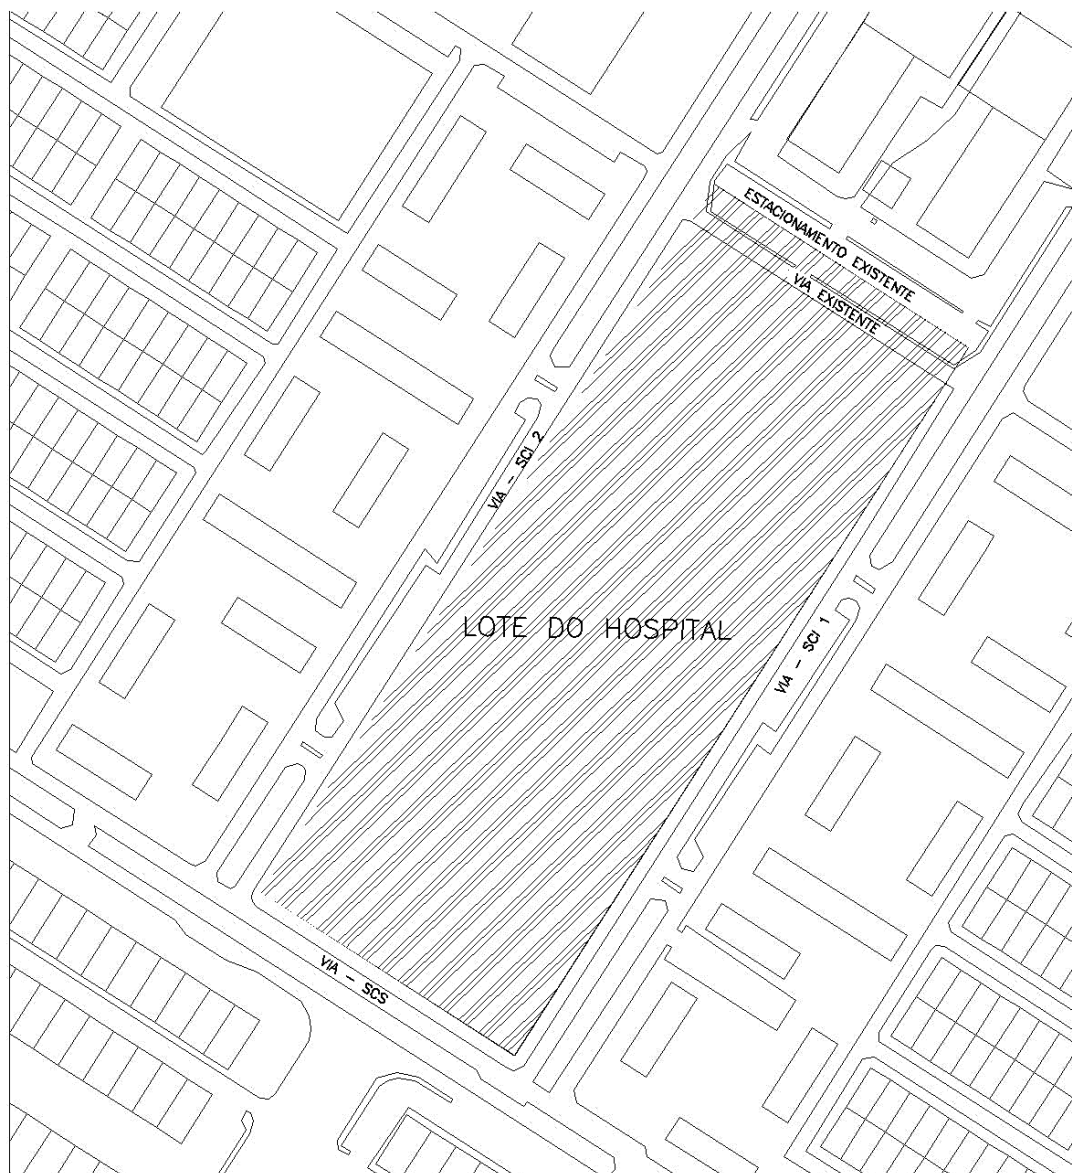 ESTACIONAMENTO EXISTENTE
VIA EXISTENTE
VIA - SCI 2
LOTE DO HOSPITAL
VIA - SCI 1
VIA - SCS